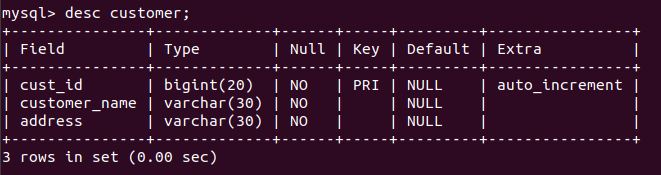 mysql> desc customer;
+---------------+-------------+------+-----+---------+----------------+
| Field         | Type        | Null | Key | Default | Extra          |
+---------------+-------------+------+-----+---------+----------------+
| cust_id       | bigint(20)  | NO   | PRI | NULL    | auto_increment |
| customer_name | varchar(30) | NO   |     | NULL    |                |
| address       | varchar(30) | NO   |     | NULL    |                |
+---------------+-------------+------+-----+---------+----------------+
3 rows in set (0.00 sec)